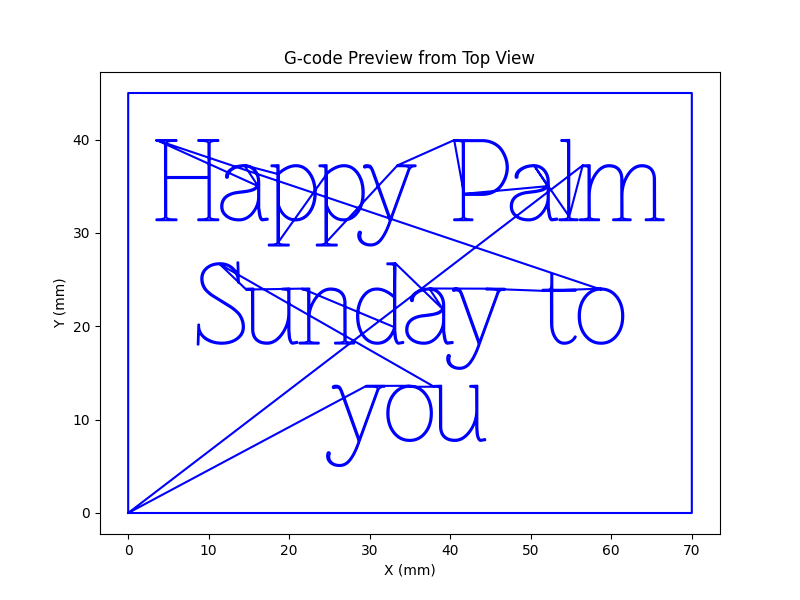 G-code Preview from Top View
Y (mm)
40
30
20
10
0
Happy Palm
Sunday to
you
0 10 20 30 40 50 60 70
X (mm)